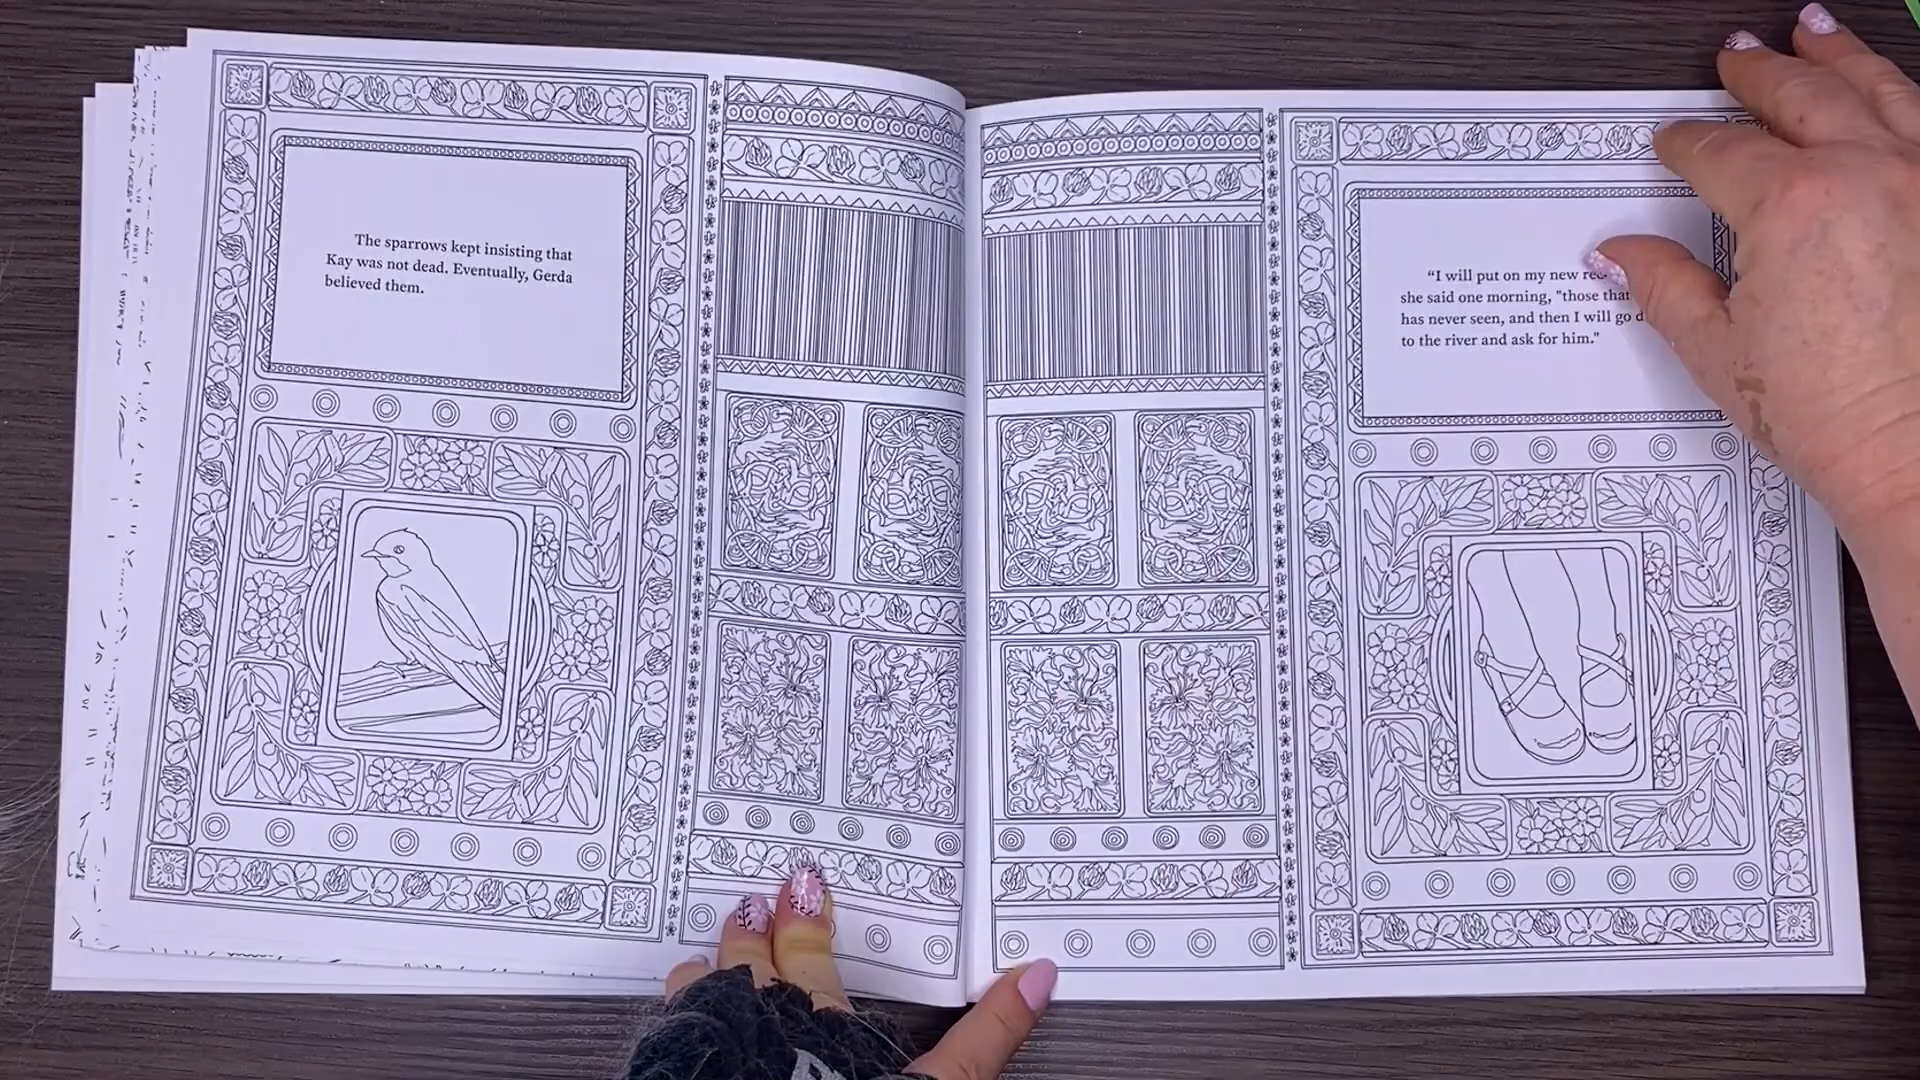 The sparrows kept insisting that
Kay was not dead. Eventually, Gerda
believed them.
“I will put on my new
she said one morning, "those that
has never seen, and then I will go
to the river and ask for him."